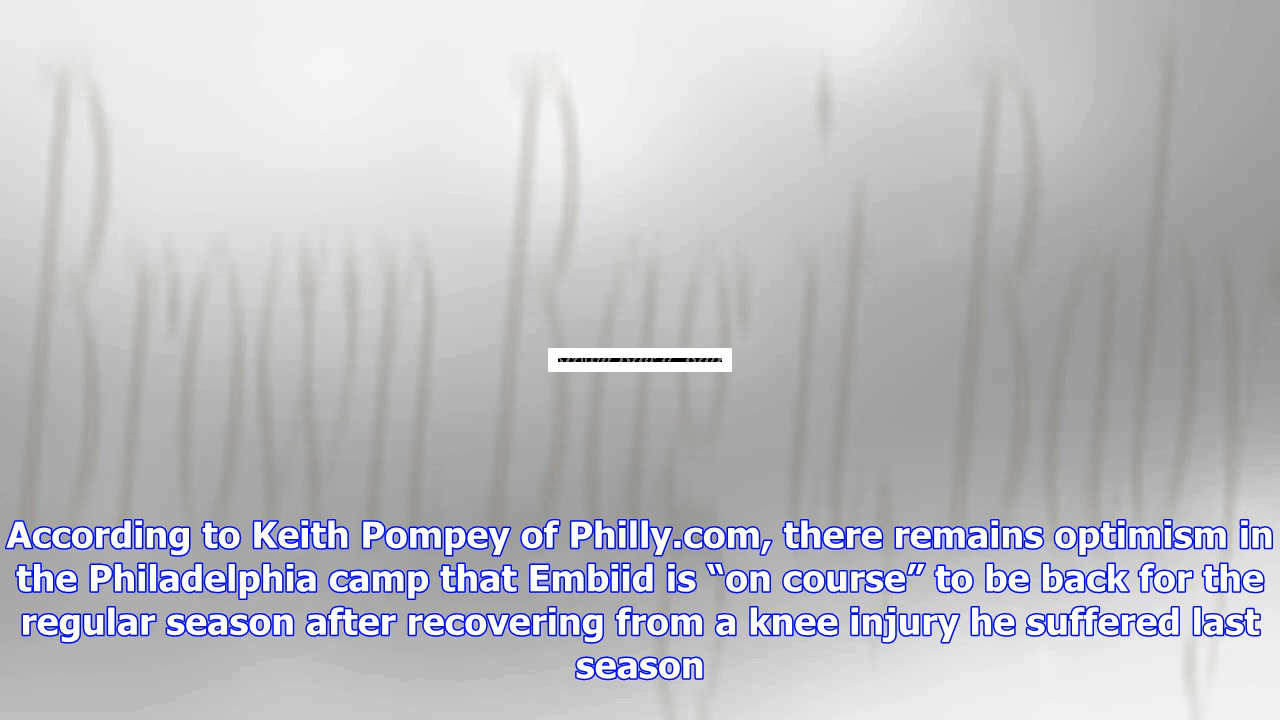 According to Keith Pompey of Philly.com, there remains optimism in
the Philadelphia camp that Embiid is “on course” to be back for the
regular season after recovering from a knee injury he suffered last
season